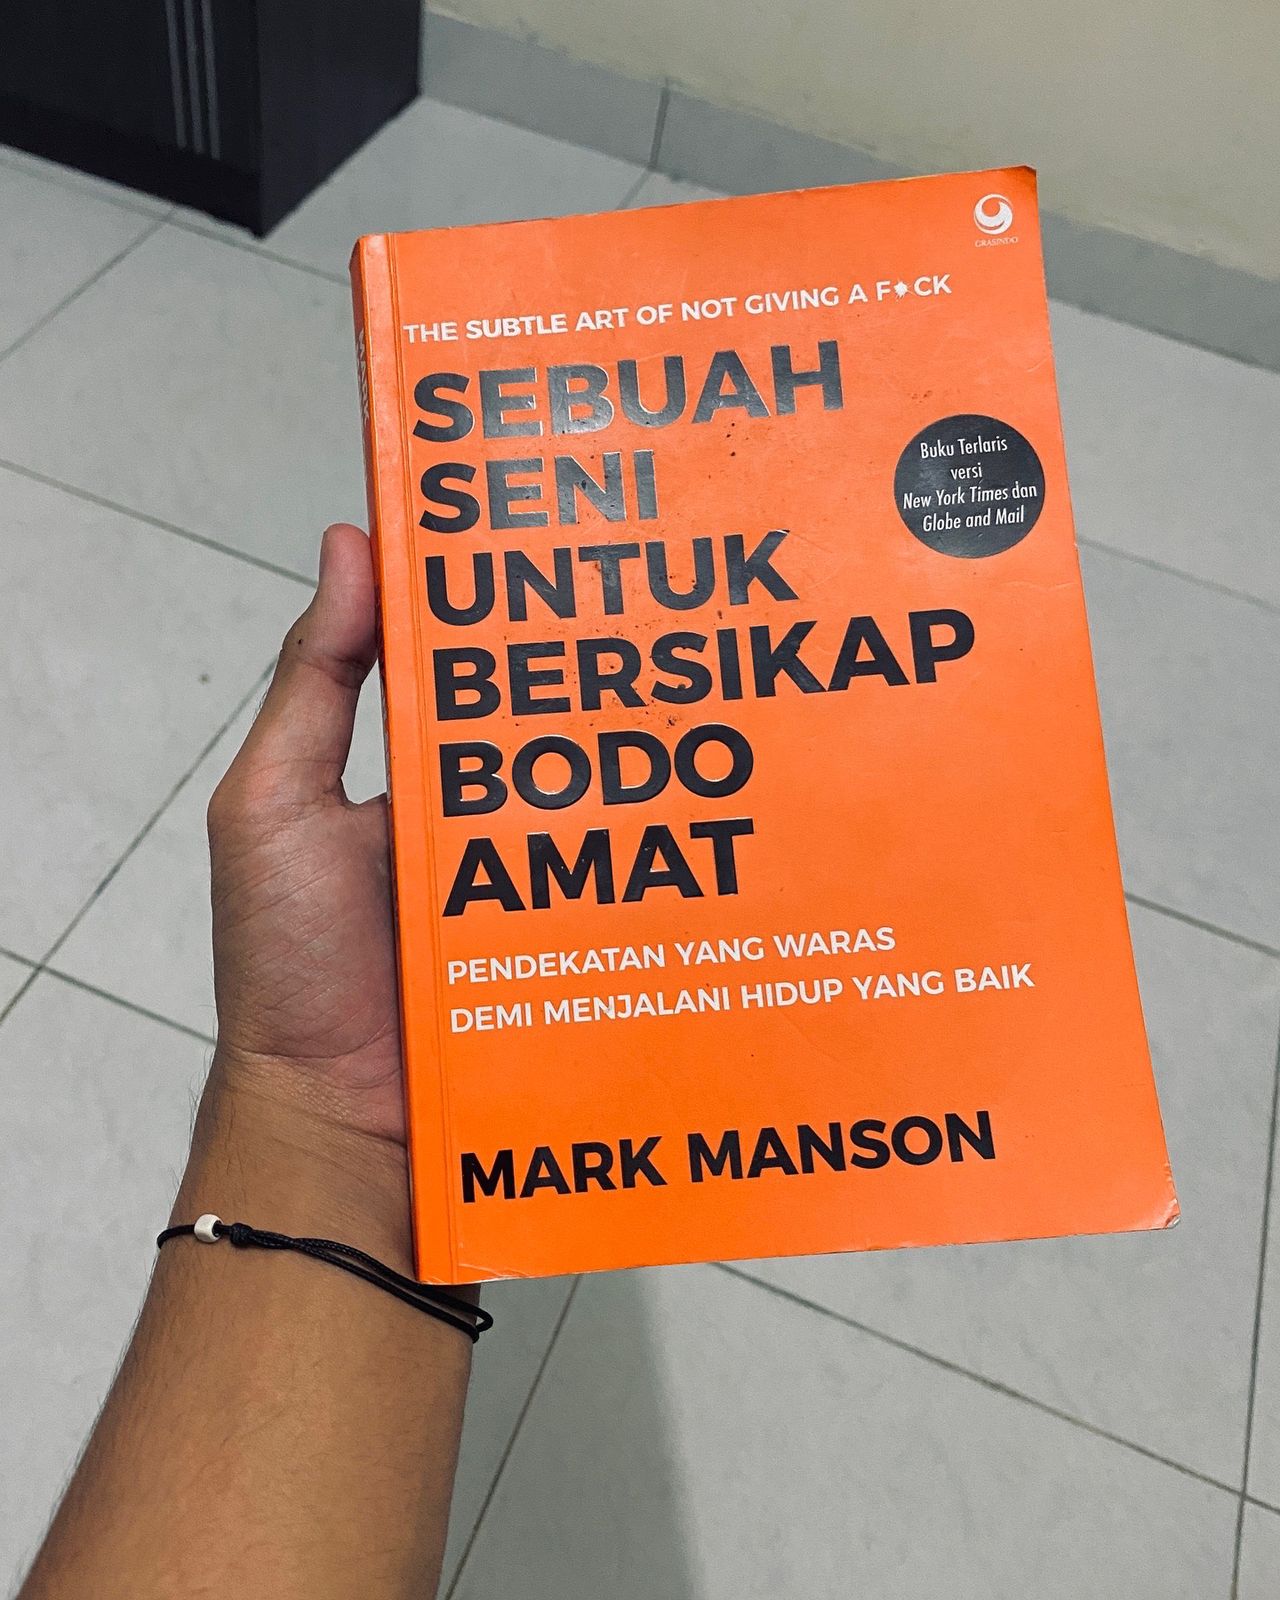 GRASINDO
THE SUBTLE ART OF NOT GIVING A F*CK
SEBUAH
SENI
UNTUK
BERSIKAP
BODO
AMAT
Buku Terlaris
versi
New York Times dan
Globe and Mail
PENDEKATAN YANG WARAS
DEMI MENJALANI HIDUP YANG BAIK
MARK MANSON